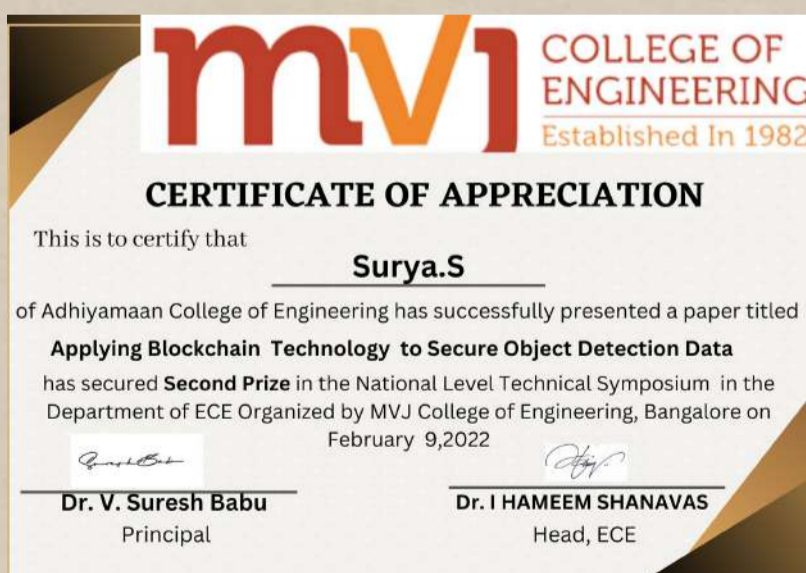 mvj
COLLEGE OF
ENGINEERING
Established In 1982
CERTIFICATE OF APPRECIATION
This is to certify that
Surya.S
of Adhiyamaan College of Engineering has successfully presented a paper titled
Applying Blockchain Technology to Secure Object Detection Data
has secured Second Prize in the National Level Technical Symposium in the
Department of ECE Organized by MVJ College of Engineering, Bangalore on
February 9,2022
Dr. V. Suresh Babu
Principal
Dr. I HAMEEM SHANAVAS
Head, ECE